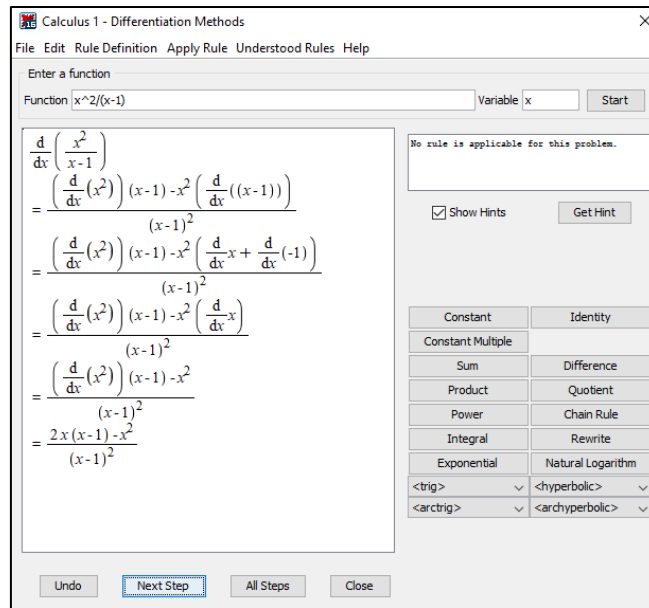 Calculus 1 - Differentiation Methods
File Edit Rule Definition Apply Rule Understood Rules Help
Enter a function
Function x^2/(x-1) Variable x Start
d/dx (x^2/(x-1))
= ((d/dx (x^2)) (x-1) - x^2 (d/dx ((x-1))))/(x-1)^2
= ((d/dx (x^2)) (x-1) - x^2 (d/dx x + d/dx (-1)))/(x-1)^2
= ((d/dx (x^2)) (x-1) - x^2 (d/dx x))/(x-1)^2
= ((d/dx (x^2)) (x-1) - x^2)/(x-1)^2
= (2 x (x-1) - x^2)/(x-1)^2
No rule is applicable for this problem.
Show Hints Get Hint
Constant Identity
Constant Multiple
Sum Difference
Product Quotient
Power Chain Rule
Integral Rewrite
Exponential Natural Logarithm
<trig> <hyperbolic>
<arctrig> <archyperbolic>
Undo Next Step All Steps Close